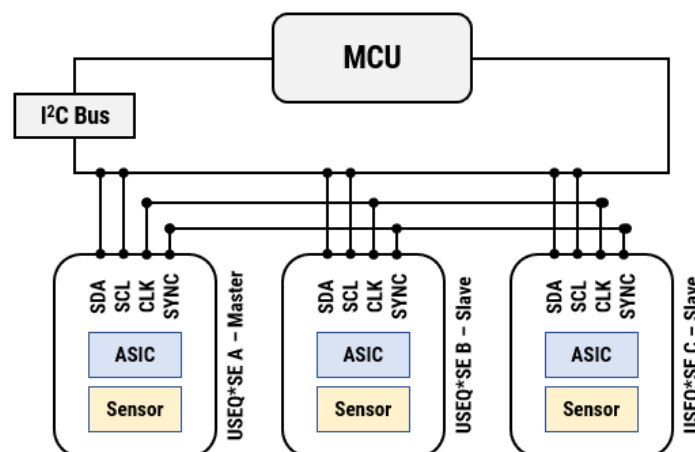 MCU
I²C Bus
SDA
SCL
CLK
SYNC
ASIC
Sensor
USEQ*SE A – Master
SDA
SCL
CLK
SYNC
ASIC
Sensor
USEQ*SE B – Slave
SDA
SCL
CLK
SYNC
ASIC
Sensor
USEQ*SE C – Slave